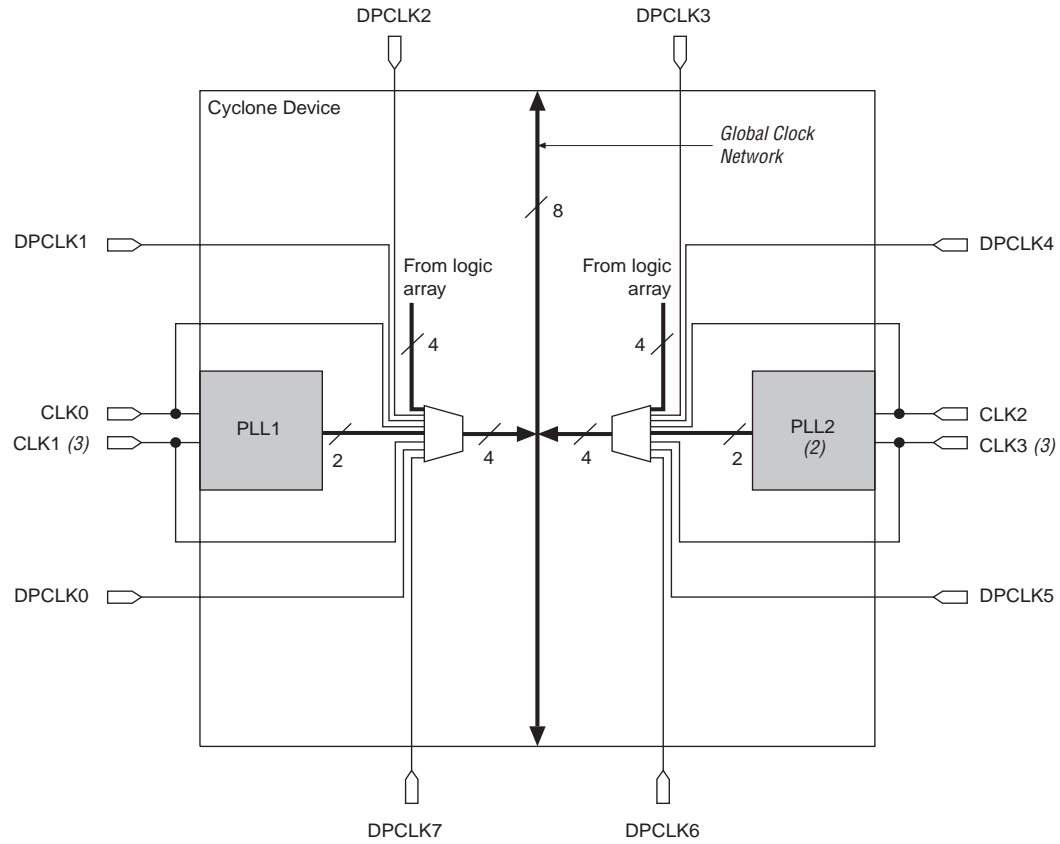 DPCLK2
DPCLK3
Cyclone Device
Global Clock
Network
8
DPCLK1
DPCLK4
From logic
array
From logic
array
4
4
CLK0
CLK1 (3)
PLL1
2
4
4
2
PLL2
(2)
CLK2
CLK3 (3)
DPCLK0
DPCLK5
DPCLK7
DPCLK6